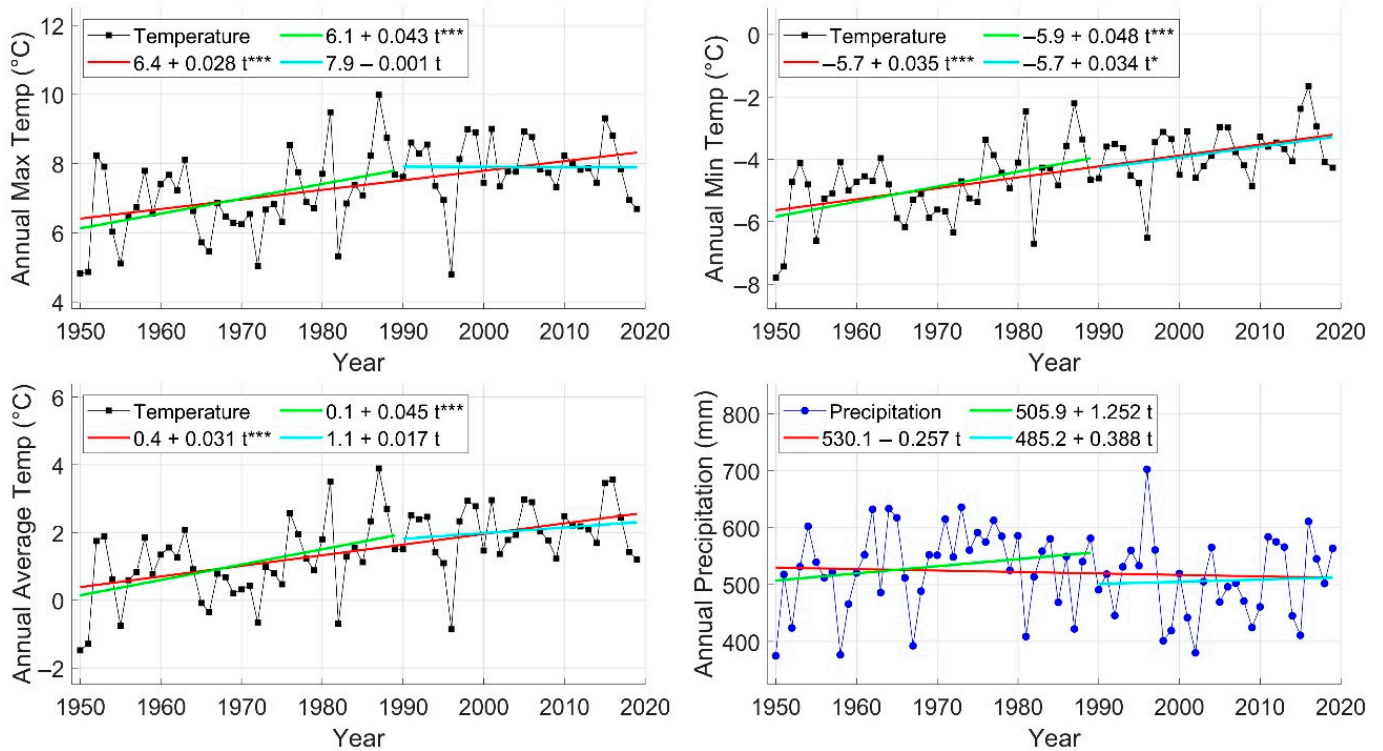 Annual Max Temp (°C)
12
10
8
6
4
Temperature
6.1 + 0.043 t***
6.4 + 0.028 t***
7.9 – 0.001 t
1950 1960 1970 1980 1990 2000 2010 2020
Year
Annual Min Temp (°C)
0
–2
–4
–6
–8
Temperature
–5.9 + 0.048 t***
–5.7 + 0.035 t***
–5.7 + 0.034 t*
1950 1960 1970 1980 1990 2000 2010 2020
Year
Annual Average Temp (°C)
6
4
2
0
–2
Temperature
0.1 + 0.045 t***
0.4 + 0.031 t***
1.1 + 0.017 t
1950 1960 1970 1980 1990 2000 2010 2020
Year
Annual Precipitation (mm)
800
700
600
500
400
Precipitation
505.9 + 1.252 t
530.1 – 0.257 t
485.2 + 0.388 t
1950 1960 1970 1980 1990 2000 2010 2020
Year